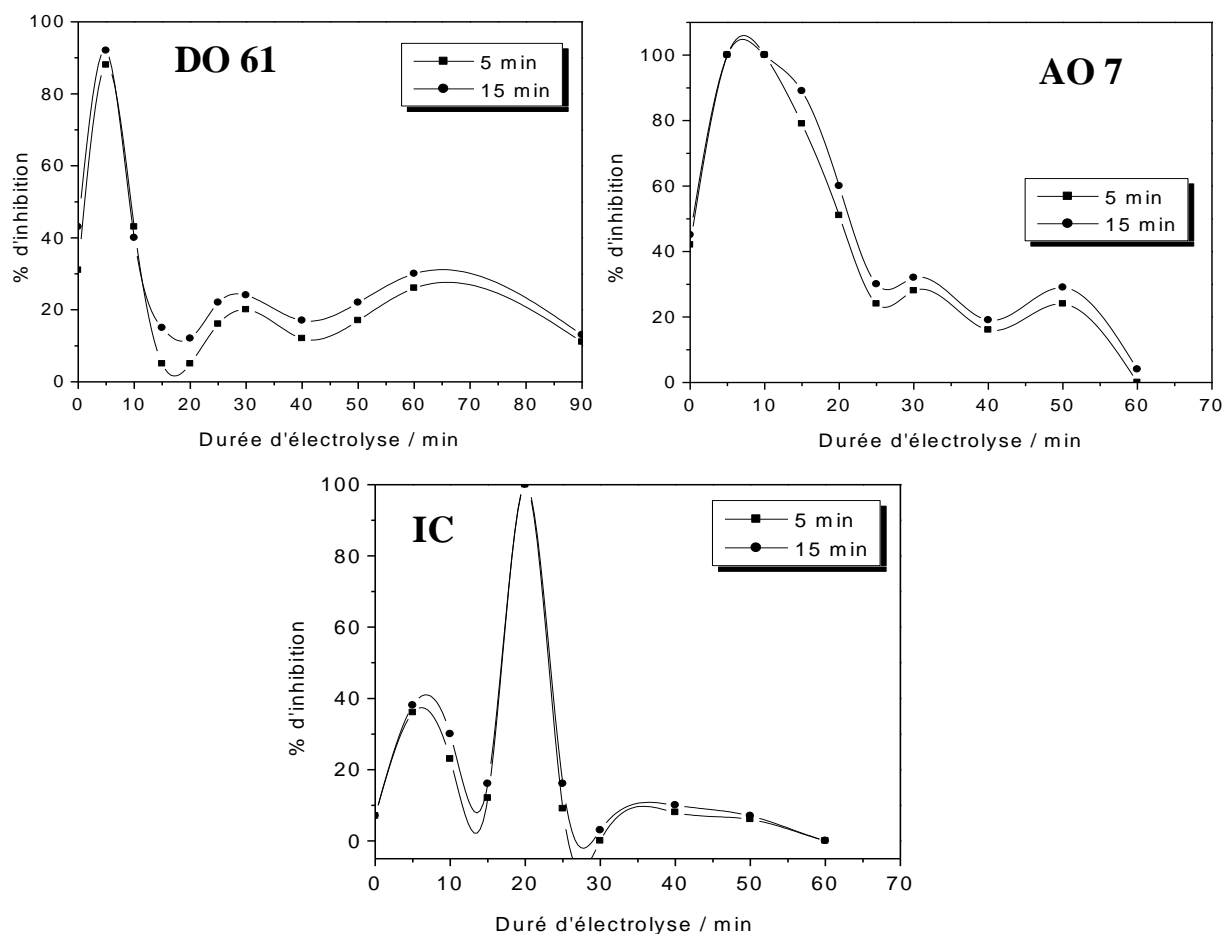 DO 61
5 min
15 min
% d'inhibition
100
80
60
40
20
0
0 10 20 30 40 50 60 70 80 90
Durée d'électrolyse / min
AO 7
5 min
15 min
% d'inhibition
100
80
60
40
20
0
0 10 20 30 40 50 60 70
Durée d'électrolyse / min
IC
5 min
15 min
% d'inhibition
100
80
60
40
20
0
0 10 20 30 40 50 60 70
Duré d'électrolyse / min